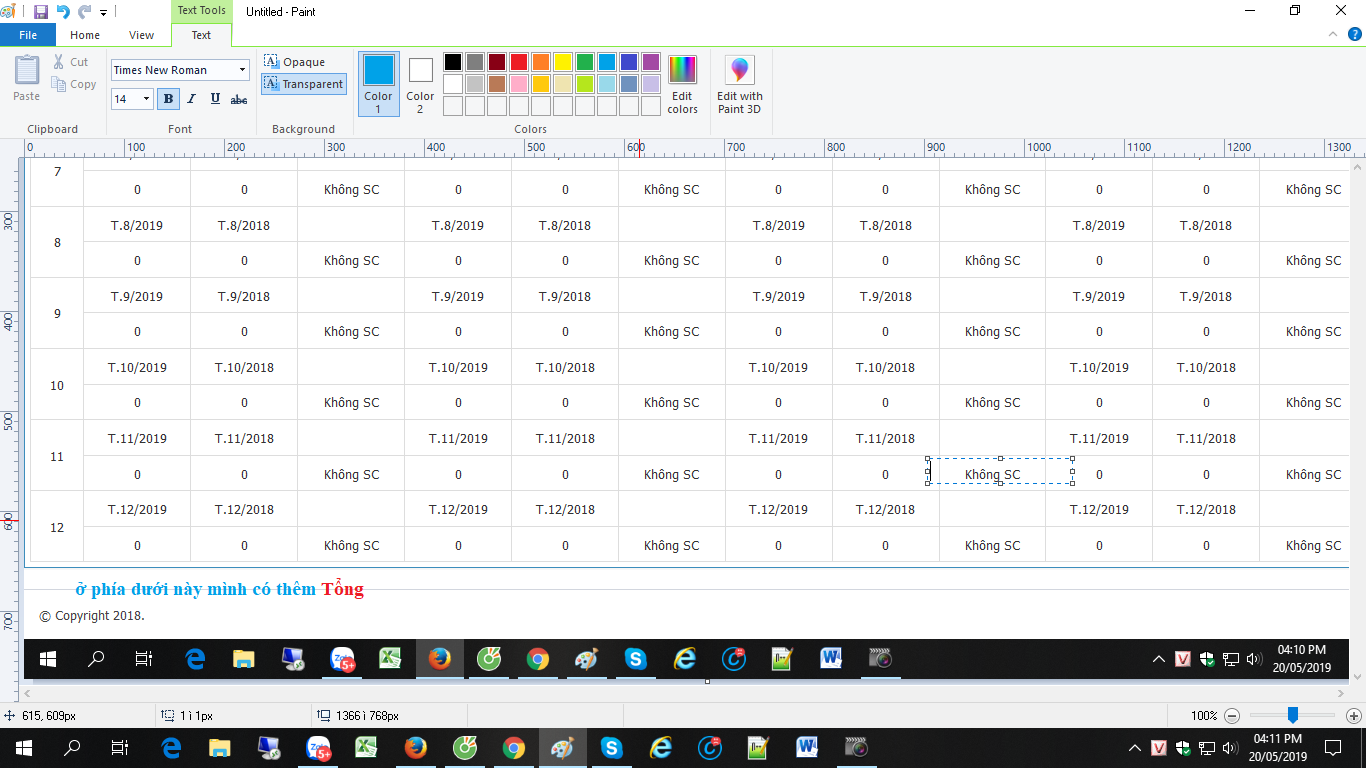 Text Tools
Untitled - Paint
File Home View Text
Paste Cut Copy
Clipboard
Times New Roman
14 B I U abc
Font
Opaque
Transparent
Background
Color 1
Color 2
Edit colors
Colors
Edit with Paint 3D
0 100 200 300 400 500 600 700 800 900 1000 1100 1200 1300
300
400
500
600
700
7
0 0 Không SC 0 0 Không SC 0 0 Không SC 0 0 Không SC
8
T.8/2019 T.8/2018 T.8/2019 T.8/2018 T.8/2019 T.8/2018 T.8/2019 T.8/2018
0 0 Không SC 0 0 Không SC 0 0 Không SC 0 0 Không SC
9
T.9/2019 T.9/2018 T.9/2019 T.9/2018 T.9/2019 T.9/2018 T.9/2019 T.9/2018
0 0 Không SC 0 0 Không SC 0 0 Không SC 0 0 Không SC
10
T.10/2019 T.10/2018 T.10/2019 T.10/2018 T.10/2019 T.10/2018 T.10/2019 T.10/2018
0 0 Không SC 0 0 Không SC 0 0 Không SC 0 0 Không SC
11
T.11/2019 T.11/2018 T.11/2019 T.11/2018 T.11/2019 T.11/2018 T.11/2019 T.11/2018
0 0 Không SC 0 0 Không SC 0 0 Không SC 0 0 Không SC
12
T.12/2019 T.12/2018 T.12/2019 T.12/2018 T.12/2019 T.12/2018 T.12/2019 T.12/2018
0 0 Không SC 0 0 Không SC 0 0 Không SC 0 0 Không SC
ở phía dưới này mình có thêm Tổng
© Copyright 2018.
04:10 PM
20/05/2019
615, 609px 1 ì 1px 1366 ì 768px 100%
04:11 PM
20/05/2019